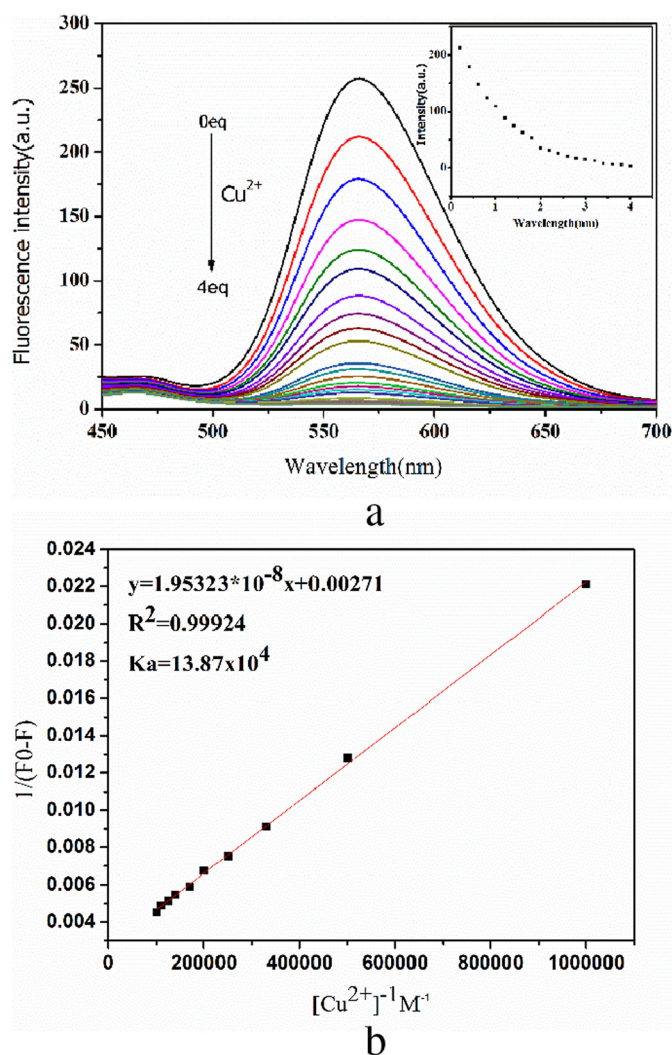 300
250
200
150
100
50
0
Fluorescence intensity(a.u.)
0eq
Cu²⁺
4eq
450
500
550
600
650
700
Wavelength(nm)
200
100
0
Intensity(a.u.)
0
1
2
3
4
Wavelength(nm)
a
0.024
0.022
0.020
0.018
0.016
0.014
0.012
0.010
0.008
0.006
0.004
1/(F0-F)
y=1.95323*10⁻⁸x+0.00271
R²=0.99924
Ka=13.87x10⁴
0
200000
400000
600000
800000
1000000
[Cu²⁺]⁻¹M⁻¹
b